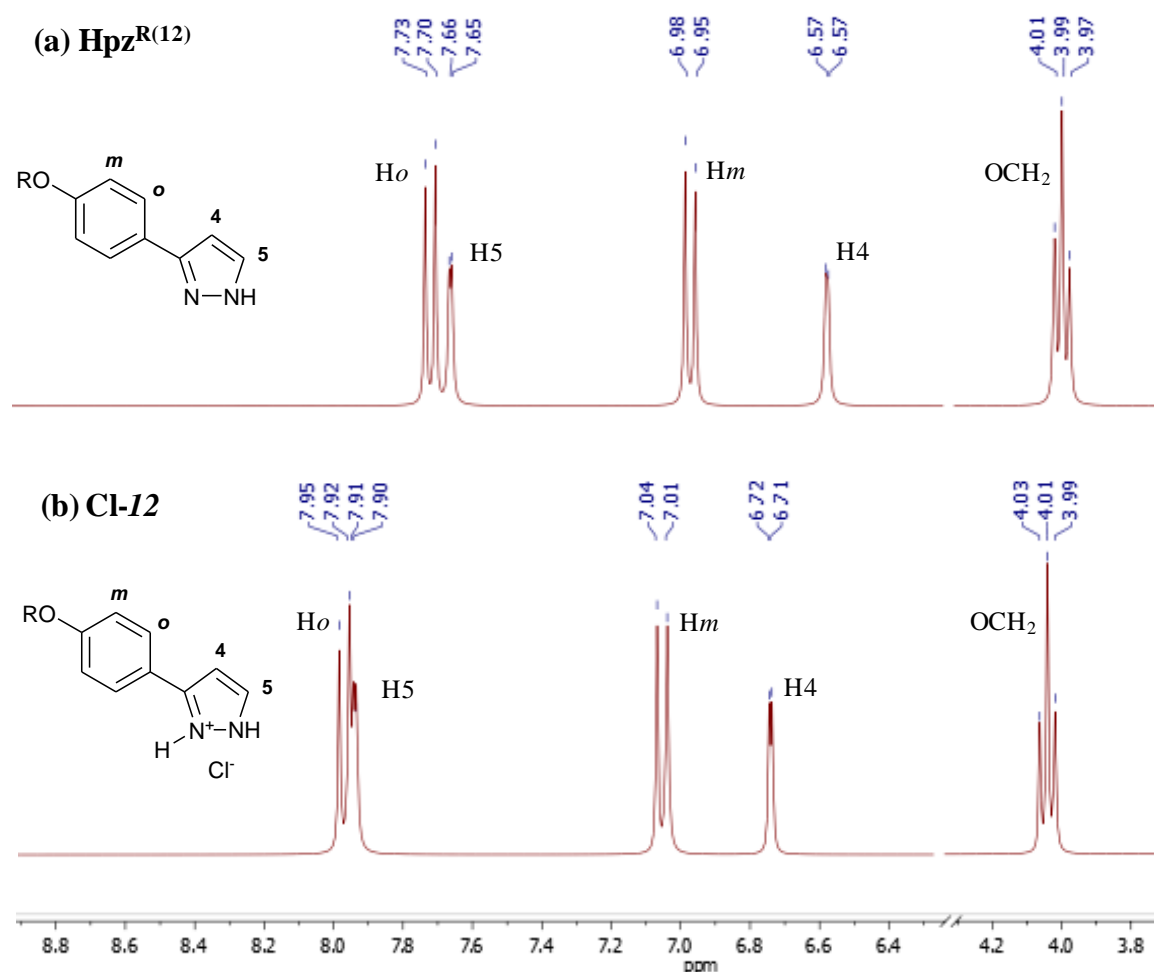 (a) Hpz^R(12)
7.73 7.70 7.66 7.65 6.98 6.95 6.57 6.57 4.01 3.99 3.97
Ho H5 Hm H4 OCH₂
RO m o 4 5 N NH
(b) Cl-12
7.95 7.92 7.91 7.90 7.04 7.01 6.72 6.71 4.03 4.01 3.99
Ho H5 Hm H4 OCH₂
RO m o 4 5 H N⁺ NH
Cl⁻
8.8 8.6 8.4 8.2 8.0 7.8 7.6 7.4 7.2 7.0 6.8 6.6 6.4 4.2 4.0 3.8
ppm